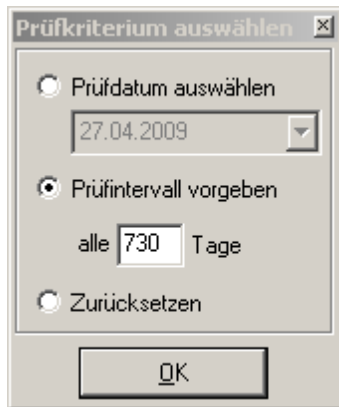 Prüfkriterium auswählen
Prüfdatum auswählen
27.04.2009
Prüfintervall vorgeben
alle 730 Tage
Zurücksetzen
OK